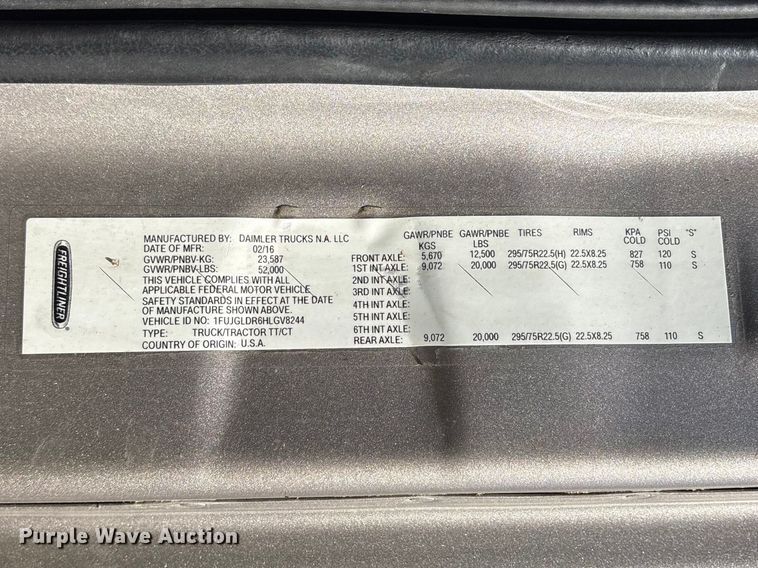 FREIGHTLINER
MANUFACTURED BY: DAIMLER TRUCKS N.A. LLC
DATE OF MFR: 02/16
GVWR/PNBV-KG: 23,587
GVWR/PNBV-LBS: 52,000
THIS VEHICLE COMPLIES WITH ALL
APPLICABLE FEDERAL MOTOR VEHICLE
SAFETY STANDARDS IN EFFECT AT THE DATE
OF MANUFACTURE SHOWN ABOVE.
VEHICLE ID NO: 1FUJGLDR6HLGV8244
TYPE: TRUCK/TRACTOR TT/CT
COUNTRY OF ORIGIN: U.S.A.
GAWR/PNBE KGS GAWR/PNBE LBS TIRES RIMS KPA COLD PSI COLD "S"
FRONT AXLE: 5,670 12,500 295/75R22.5(H) 22.5X8.25 827 120 S
1ST INT AXLE: 9,072 20,000 295/75R22.5(G) 22.5X8.25 758 110 S
2ND INT AXLE:
3RD INT AXLE:
4TH INT AXLE:
5TH INT AXLE:
6TH INT AXLE:
REAR AXLE: 9,072 20,000 295/75R22.5(G) 22.5X8.25 758 110 S
Purple Wave Auction